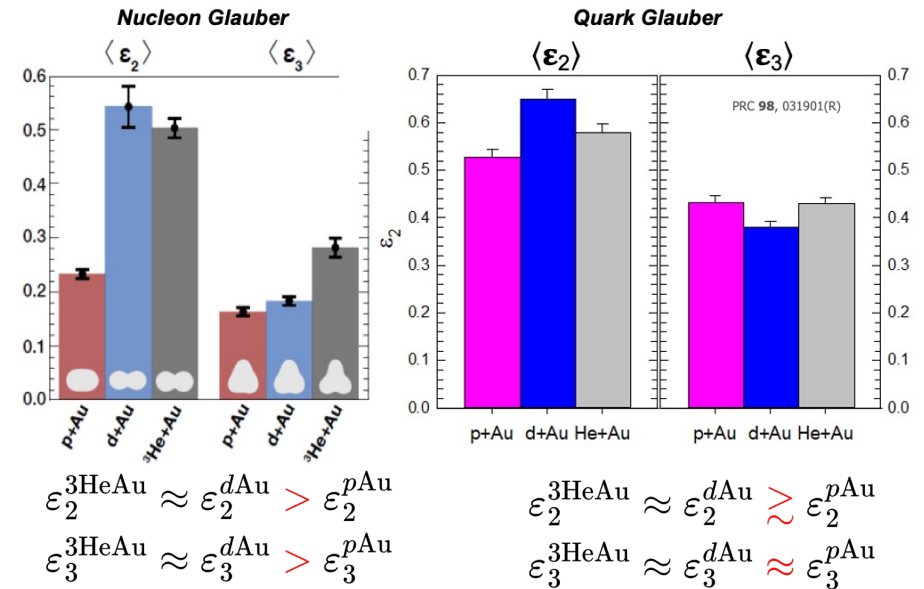 Nucleon Glauber
Quark Glauber
⟨ε₂⟩
⟨ε₃⟩
⟨ε₂⟩
⟨ε₃⟩
0.6
0.5
0.4
0.3
0.2
0.1
0.0
p+Au
d+Au
³He+Au
p+Au
d+Au
³He+Au
ε₂
0.7
0.6
0.5
0.4
0.3
0.2
0.1
0.0
PRC 98, 031901(R)
0.7
0.6
0.5
0.4
0.3
0.2
0.1
0.0
p+Au d+Au He+Au
p+Au d+Au He+Au
ε₂^{3HeAu} ≈ ε₂^{dAu} > ε₂^{pAu}
ε₃^{3HeAu} ≈ ε₃^{dAu} > ε₃^{pAu}
ε₂^{3HeAu} ≈ ε₂^{dAu} ≳ ε₂^{pAu}
ε₃^{3HeAu} ≈ ε₃^{dAu} ≈ ε₃^{pAu}